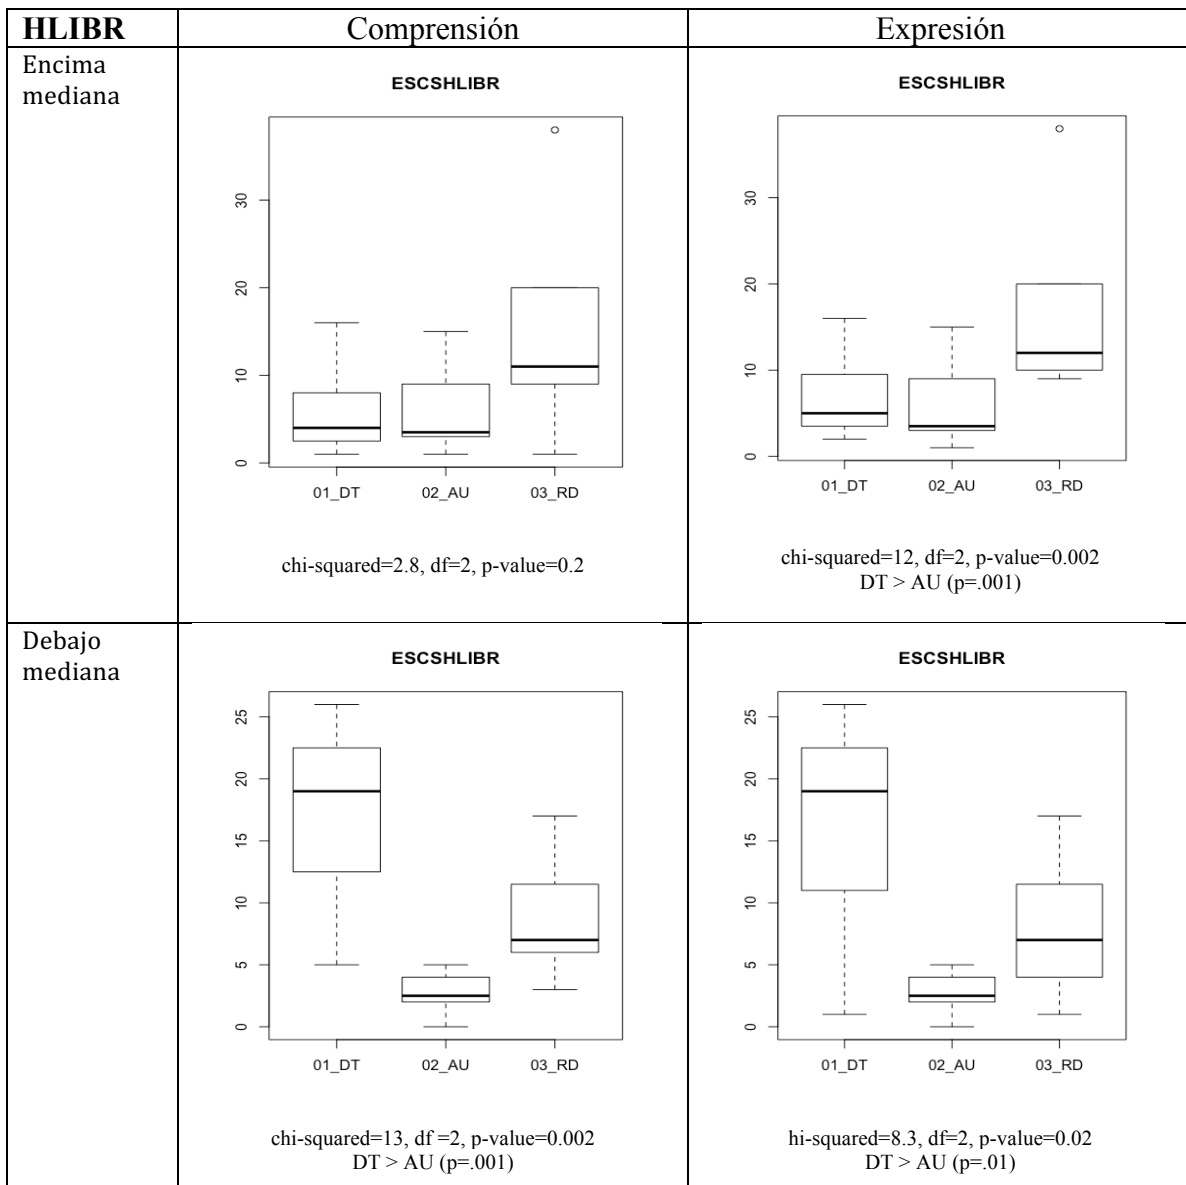 HLIBR
Comprensión
Expresión
Encima
mediana
ESCSHLIBR
30
20
10
0
01_DT
02_AU
03_RD
chi-squared=2.8, df=2, p-value=0.2
ESCSHLIBR
30
20
10
0
01_DT
02_AU
03_RD
chi-squared=12, df=2, p-value=0.002
DT > AU (p=.001)
Debajo
mediana
ESCSHLIBR
25
20
15
10
5
0
01_DT
02_AU
03_RD
chi-squared=13, df =2, p-value=0.002
DT > AU (p=.001)
ESCSHLIBR
25
20
15
10
5
0
01_DT
02_AU
03_RD
hi-squared=8.3, df=2, p-value=0.02
DT > AU (p=.01)